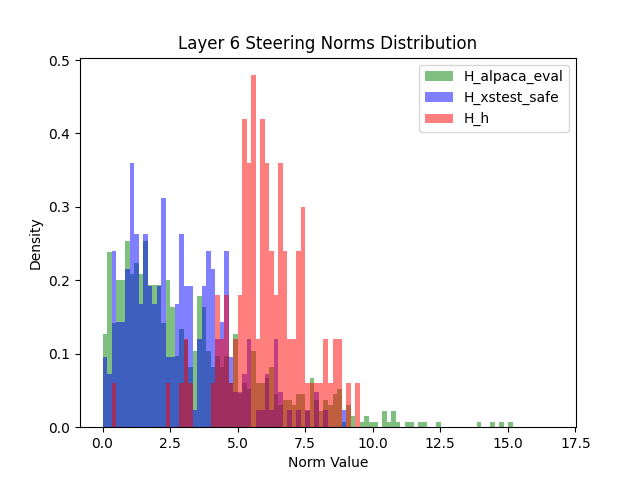 Layer 6 Steering Norms Distribution
H_alpaca_eval
H_xstest_safe
H_h
Density
0.5
0.4
0.3
0.2
0.1
0.0
0.0 2.5 5.0 7.5 10.0 12.5 15.0 17.5
Norm Value